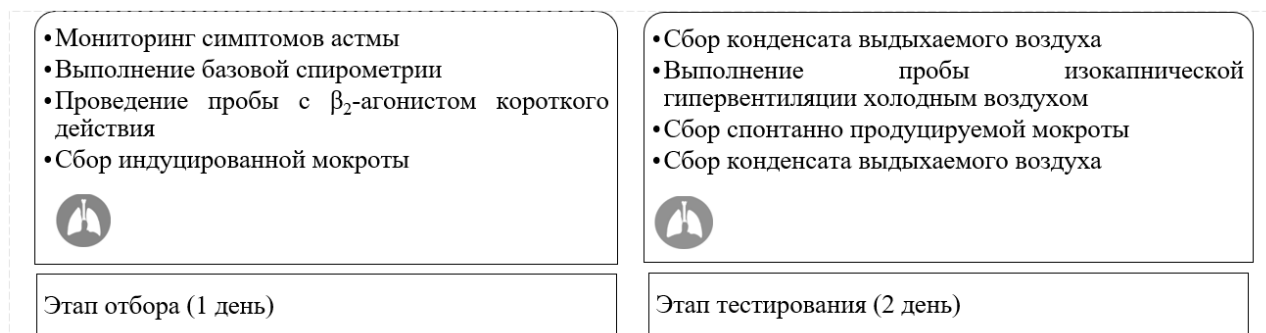 •Мониторинг симптомов астмы
•Выполнение базовой спирометрии
•Проведение пробы с β₂-агонистом короткого
действия
•Сбор индуцированной мокроты
Этап отбора (1 день)
•Сбор конденсата выдыхаемого воздуха
•Выполнение пробы изокапнической
гипервентиляции холодным воздухом
•Сбор спонтанно продуцируемой мокроты
•Сбор конденсата выдыхаемого воздуха
Этап тестирования (2 день)